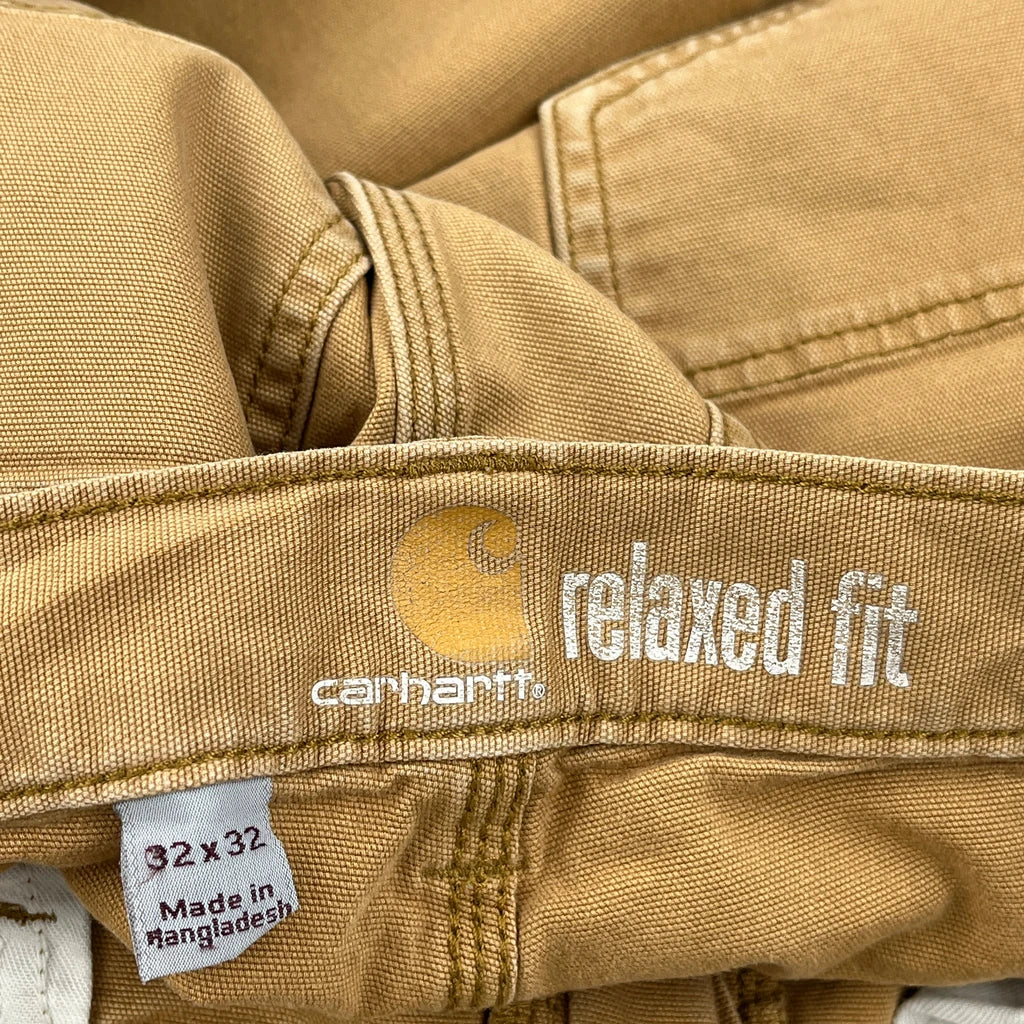 relaxed fit
carhartt®
32 x 32
Made in
Bangladesh